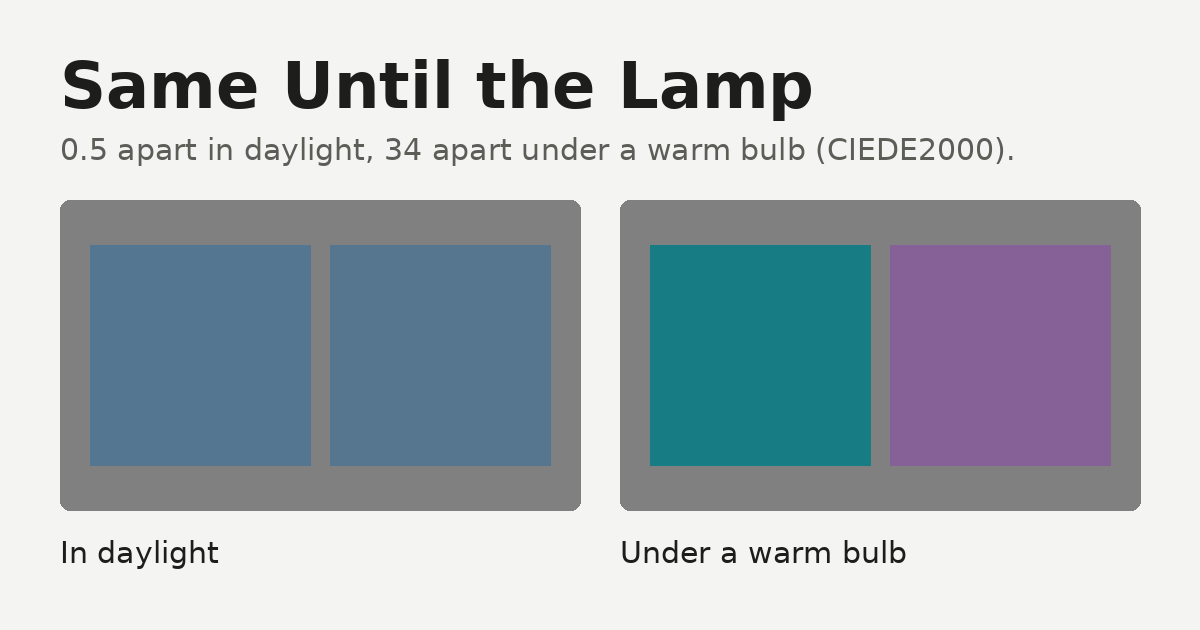 Same Until the Lamp
0.5 apart in daylight, 34 apart under a warm bulb (CIEDE2000).
In daylight
Under a warm bulb